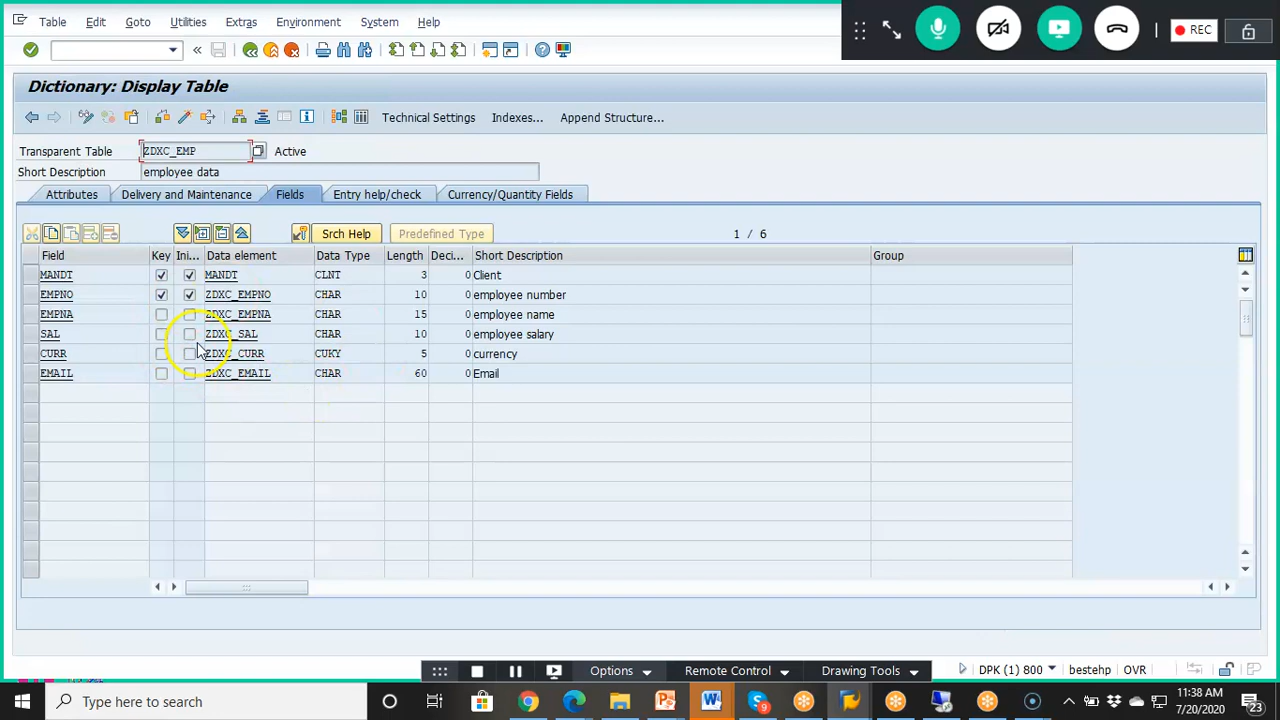 Table Edit Goto Utilities Extras Environment System Help
REC
Dictionary: Display Table
Technical Settings Indexes... Append Structure...
Transparent Table ZDXC_EMP Active
Short Description employee data
Attributes Delivery and Maintenance Fields Entry help/check Currency/Quantity Fields
Srch Help Predefined Type 1 / 6
Field Key Ini... Data element Data Type Length Deci... Short Description Group
MANDT MANDT CLNT 3 0 Client
EMPNO ZDXC_EMPNO CHAR 10 0 employee number
EMPNA ZDXC_EMPNA CHAR 15 0 employee name
SAL ZDXC_SAL CHAR 10 0 employee salary
CURR ZDXC_CURR CUKY 5 0 currency
EMAIL ZDXC_EMAIL CHAR 60 0 Email
Options Remote Control Drawing Tools DPK (1) 800 bestehp OVR
Type here to search 9 11:38 AM
7/20/2020 23